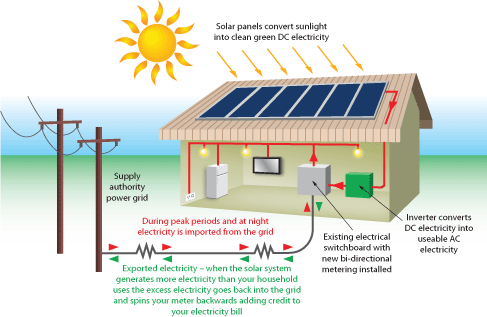 Solar panels convert sunlight
into clean green DC electricity
Supply
authority
power grid
During peak periods and at night
electricity is imported from the grid
Existing electrical
switchboard with
new bi-directional
metering installed
Inverter converts
DC electricity into
useable AC
electricity
Exported electricity – when the solar system
generates more electricity than your household
uses the excess electricity goes back into the grid
and spins your meter backwards adding credit to
your electricity bill